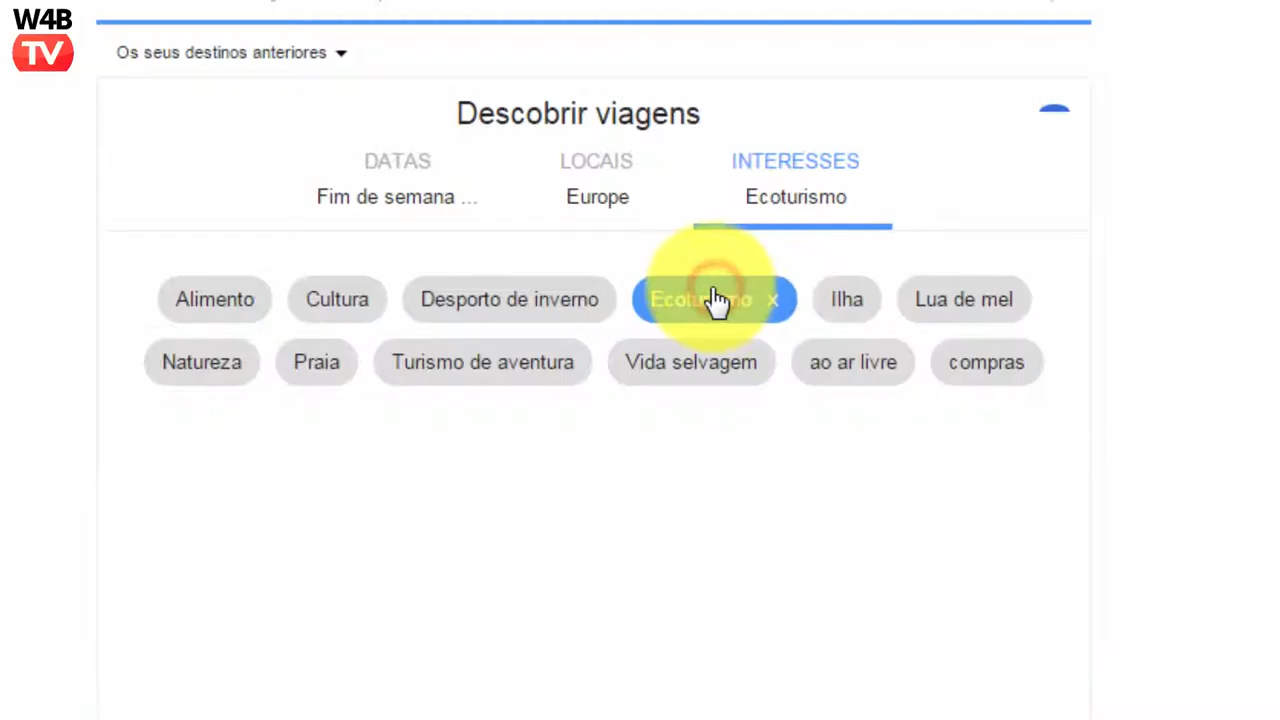 W4B
TV
Os seus destinos anteriores
Descobrir viagens
DATAS LOCAIS INTERESSES
Fim de semana ... Europe Ecoturismo
Alimento Cultura Desporto de inverno Ecoturismo x Ilha Lua de mel
Natureza Praia Turismo de aventura Vida selvagem ao ar livre compras